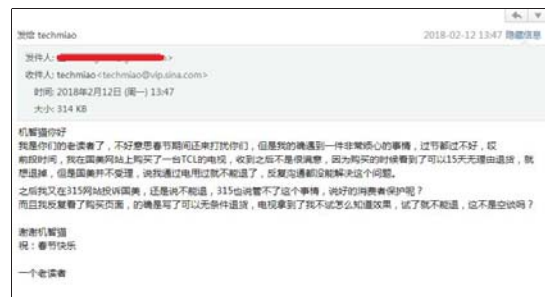 发给 techmiao
2018-02-12 13:47 隐藏信息
发件人:
收件人: techmiao<techmiao@vip.sina.com>
时间: 2018年2月12日 (周一) 13:47
大小: 314 KB
机智猫你好
我是你们的老读者了，不好意思春节期间还来打扰你们，但是我的确遇到一件非常烦心的事情，过节都过不好，哎
前段时间，我在国美网站上购买了一台TCL的电视，收到之后不是很满意，因为购买的时候看到了可以15天无理由退货，就
想退掉，但是国美并不受理，说我通过电用过就不能退了，反复沟通都没能解决这个问题。
之后我又在315网站投诉国美，还是说不能退，315也说管不了这个事情，说好的消费者保护呢？
而且我反复看了购买页面，的确是写了可以无条件退货，电视拿到了我不试怎么知道效果，试了就不能退，这不是空谈吗？
谢谢机智猫
祝：春节快乐
一个老读者